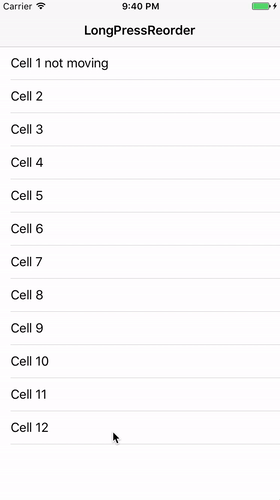 Carrier 9:40 PM
LongPressReorder
Cell 1 not moving
Cell 2
Cell 3
Cell 4
Cell 5
Cell 6
Cell 7
Cell 8
Cell 9
Cell 10
Cell 11
Cell 12